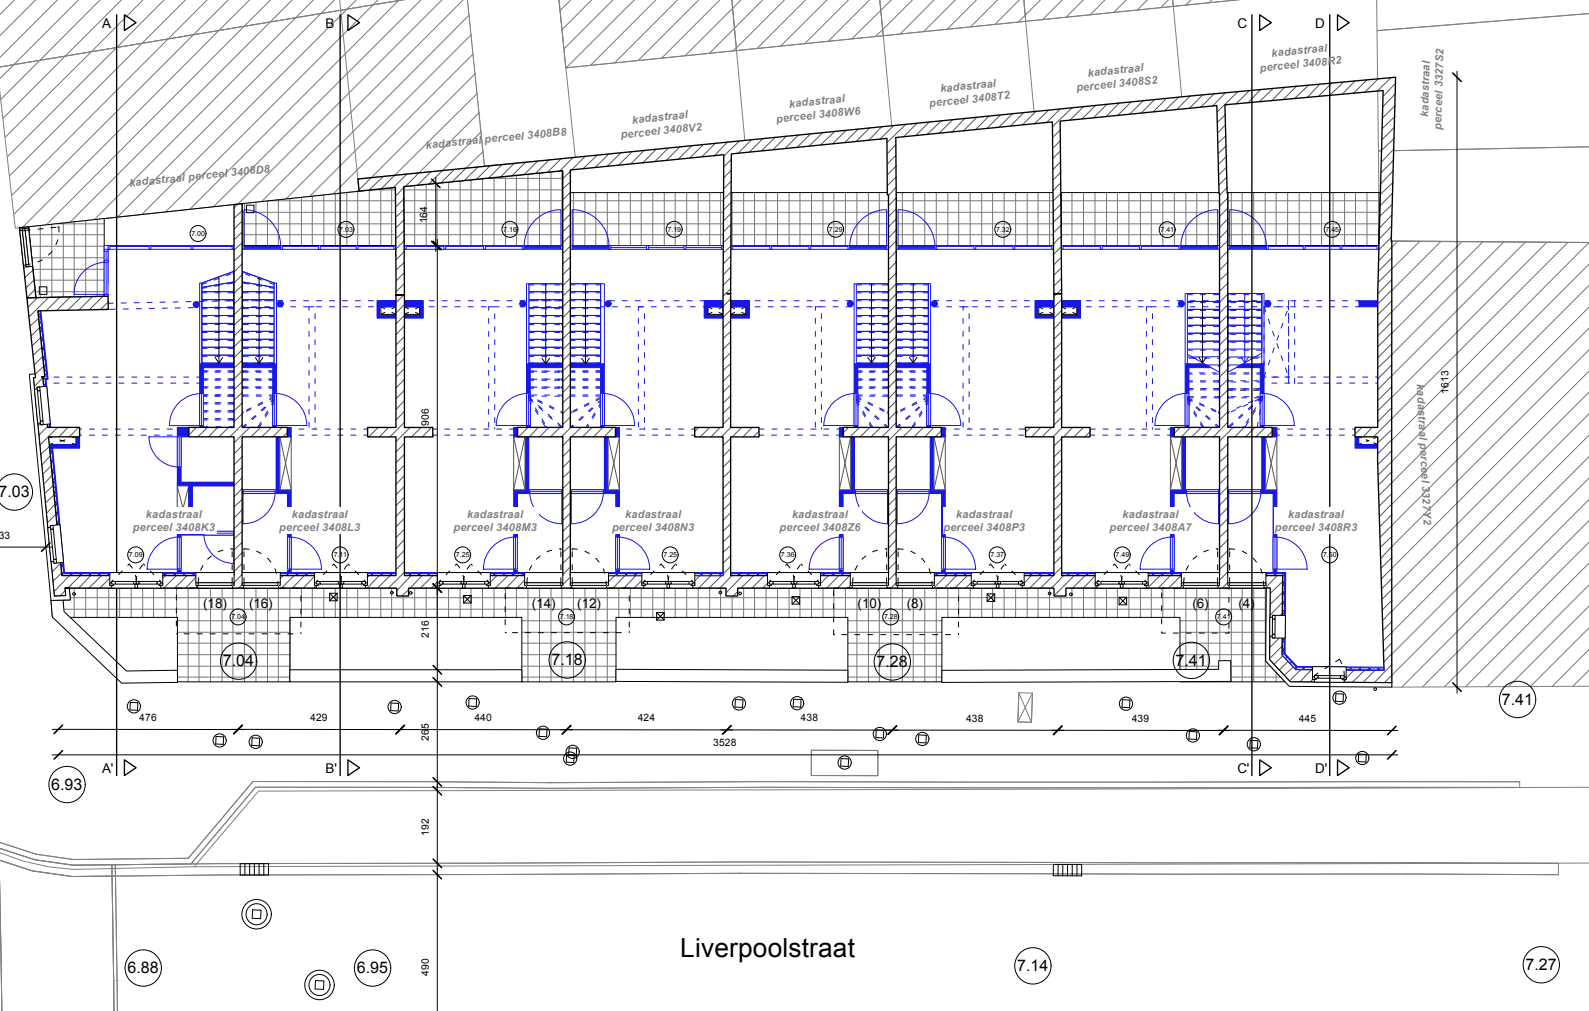 A
B
C
D
kadastraal
perceel 3408R2
kadastraal
perceel 3327S2
kadastraal
perceel 3408S2
kadastraal
perceel 3408T2
kadastraal
perceel 3408W6
kadastraal
perceel 3408V2
kadastraal perceel 3408B8
kadastraal perceel 3408D8
164
7.00
7.03
7.16
7.19
7.29
7.32
7.41
7.45
906
1613
kadastraal perceel 3327Y2
7.03
33
kadastraal
perceel 3408K3
kadastraal
perceel 3408L3
kadastraal
perceel 3408M3
kadastraal
perceel 3408N3
kadastraal
perceel 3408Z6
kadastraal
perceel 3408P3
kadastraal
perceel 3408A7
kadastraal
perceel 3408R3
7.09
7.11
7.25
7.25
7.36
7.37
7.49
7.50
(18)
(16)
(14)
(12)
(10)
(8)
(6)
(4)
7.04
7.18
7.28
7.41
216
7.04
7.18
7.28
7.41
7.41
476
429
440
424
438
438
439
445
265
3528
A'
B'
C'
D'
6.93
192
Liverpoolstraat
6.88
6.95
490
7.14
7.27